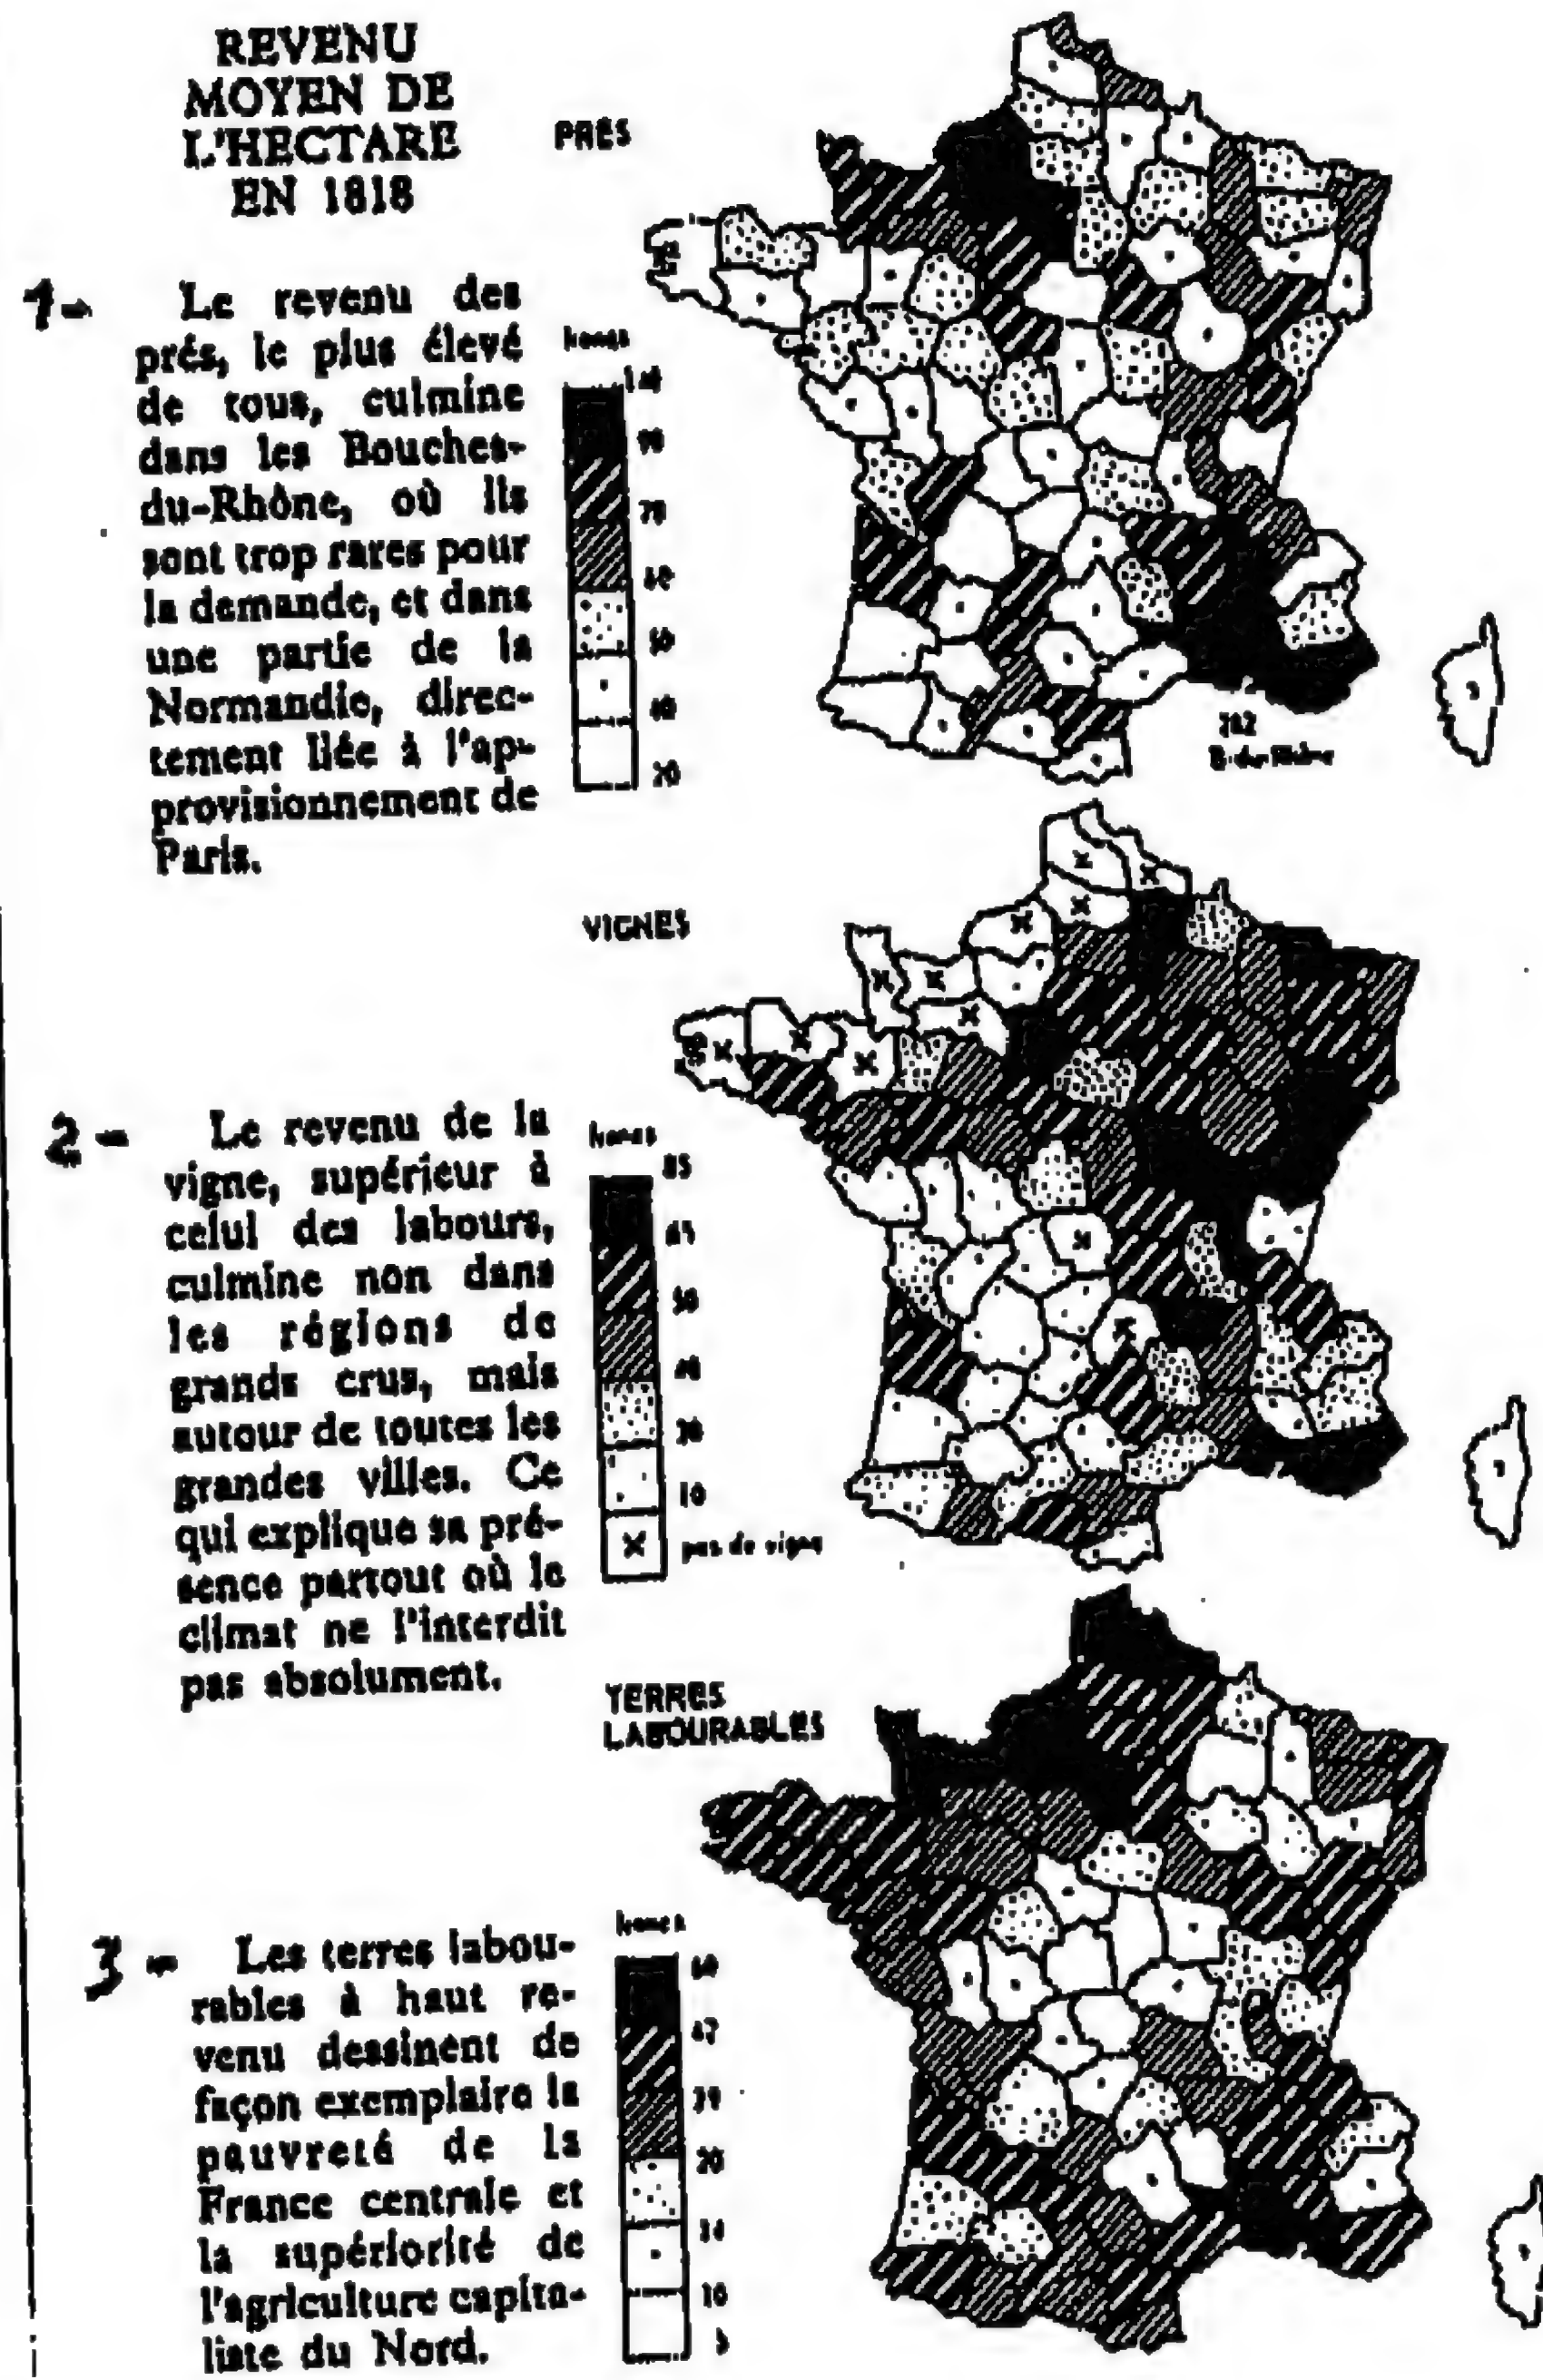 REVENU
MOYEN DE
L'HECTARE
EN 1818
PRÉS
1-
Le revenu des
prés, le plus élevé
de tous, culmine
dans les Bouches-
du-Rhône, où ils
sont trop rares pour
la demande, et dans
une partie de la
Normandie, direc-
tement liée à l'ap-
provisionnement de
Paris.
90
70
60
50
40
20
VIGNES
2-
Le revenu de la
vigne, supérieur à
celui des labours,
culmine non dans
les régions de
grands crus, mais
autour de toutes les
grandes villes. Ce
qui explique sa pré-
sence partout où le
climat ne l'interdit
pas absolument.
85
65
50
10
x pas de vigne
TERRES
LABOURABLES
3-
Les terres labou-
rables à haut re-
venu dessinent de
façon exemplaire la
pauvreté de la
France centrale et
la supériorité de
l'agriculture capita-
liste du Nord.
60
20
10